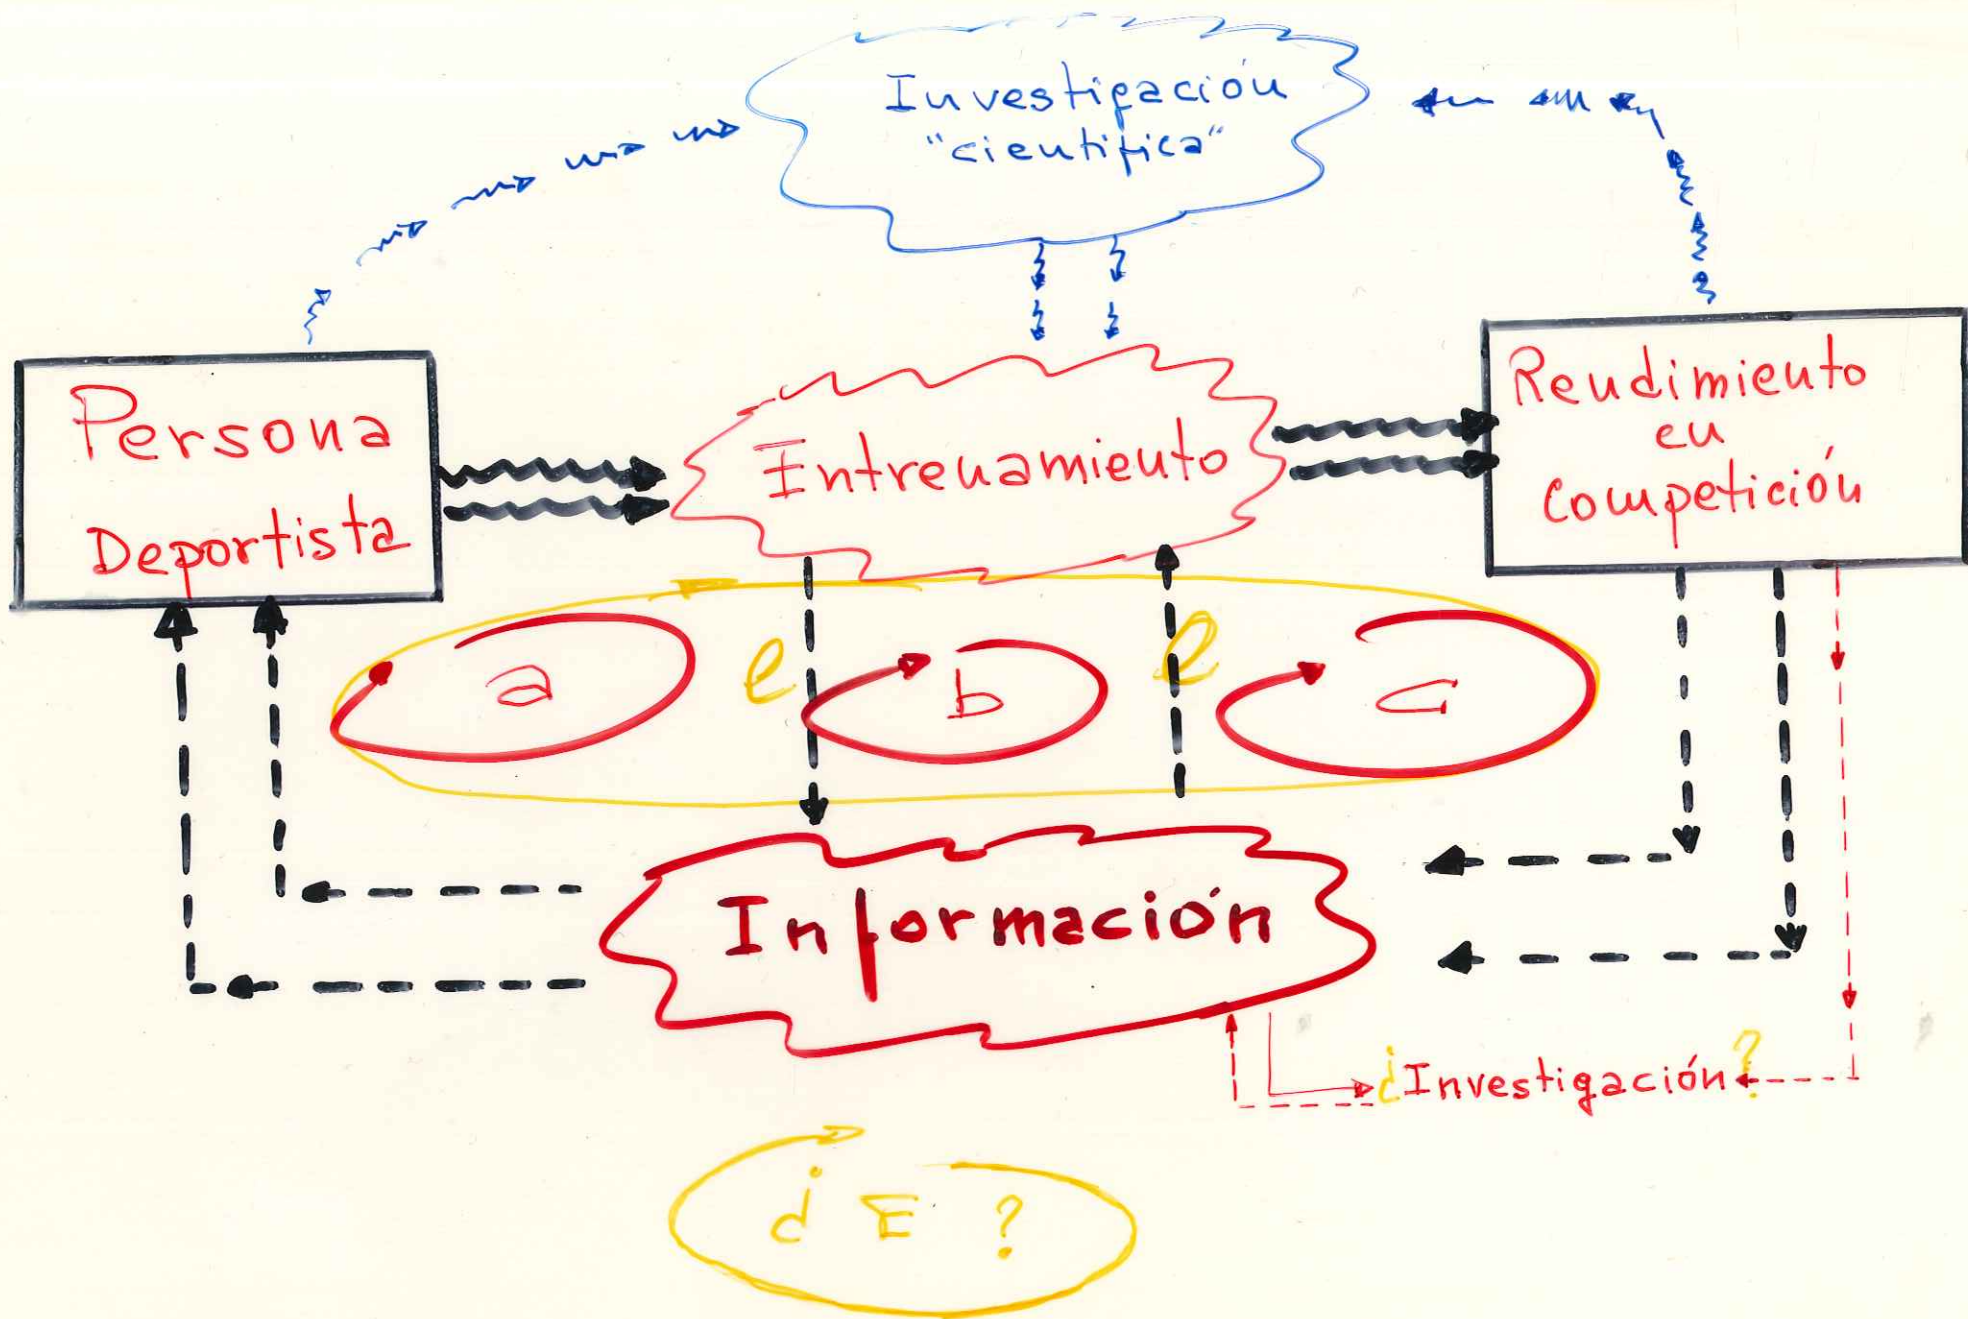 Investigación
"científica"
Persona
Deportista
Entrenamiento
Rendimiento
en
Competición
a
e
b
e
c
Información
¿Investigación?
¿ E ?